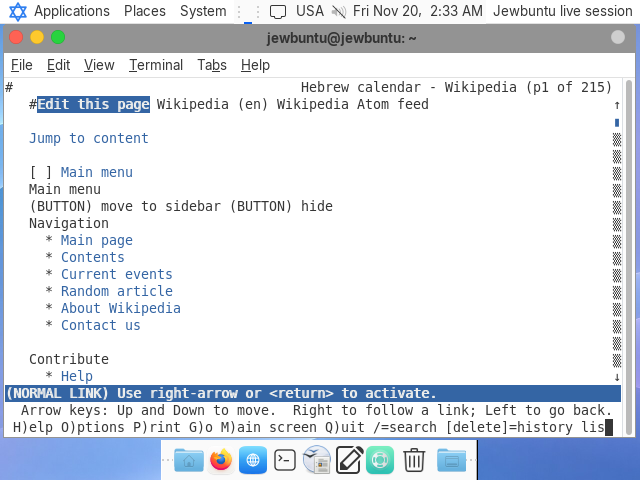 Applications Places System USA Fri Nov 20, 2:33 AM Jewbuntu live session
jewbuntu@jewbuntu: ~
File Edit View Terminal Tabs Help
# Hebrew calendar - Wikipedia (p1 of 215)
#Edit this page Wikipedia (en) Wikipedia Atom feed ↑
Jump to content
[ ] Main menu
Main menu
(BUTTON) move to sidebar (BUTTON) hide
Navigation
* Main page
* Contents
* Current events
* Random article
* About Wikipedia
* Contact us
Contribute
* Help ↓
(NORMAL LINK) Use right-arrow or <return> to activate.
Arrow keys: Up and Down to move. Right to follow a link; Left to go back.
H)elp O)ptions P)rint G)o M)ain screen Q)uit /=search [delete]=history lis